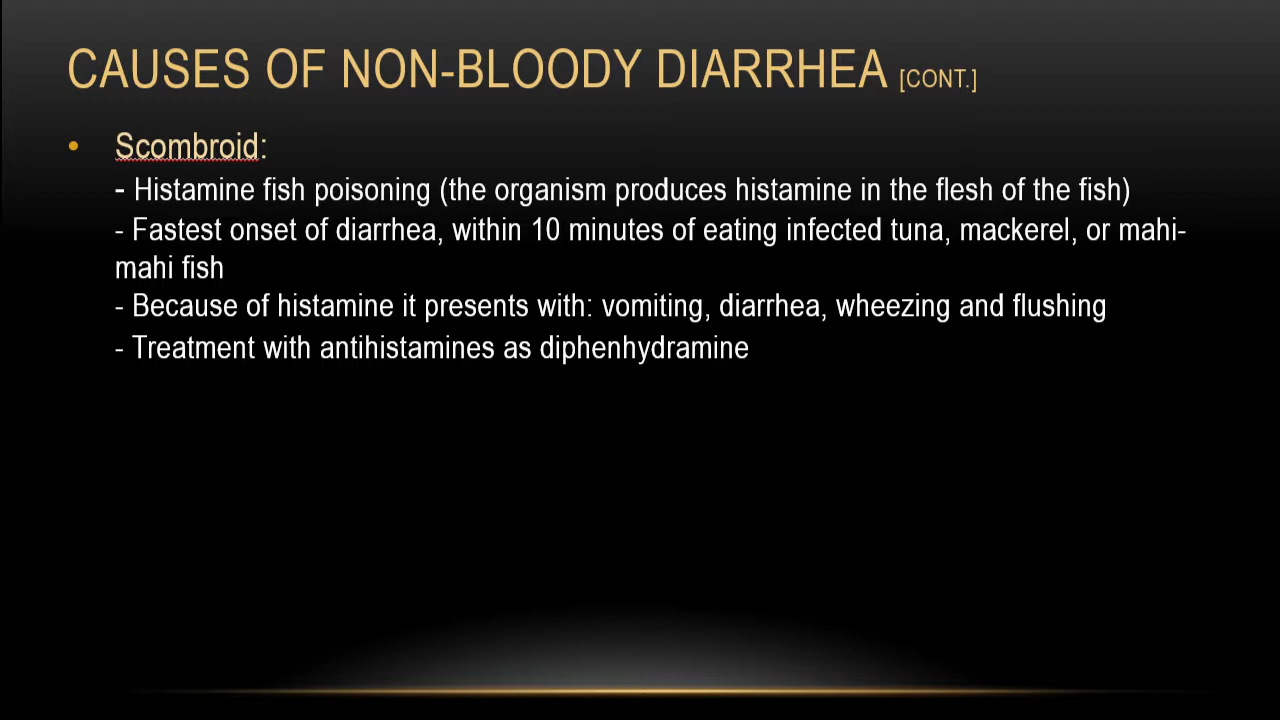 CAUSES OF NON-BLOODY DIARRHEA [CONT.]
• Scombroid:
- Histamine fish poisoning (the organism produces histamine in the flesh of the fish)
- Fastest onset of diarrhea, within 10 minutes of eating infected tuna, mackerel, or mahi-
mahi fish
- Because of histamine it presents with: vomiting, diarrhea, wheezing and flushing
- Treatment with antihistamines as diphenhydramine